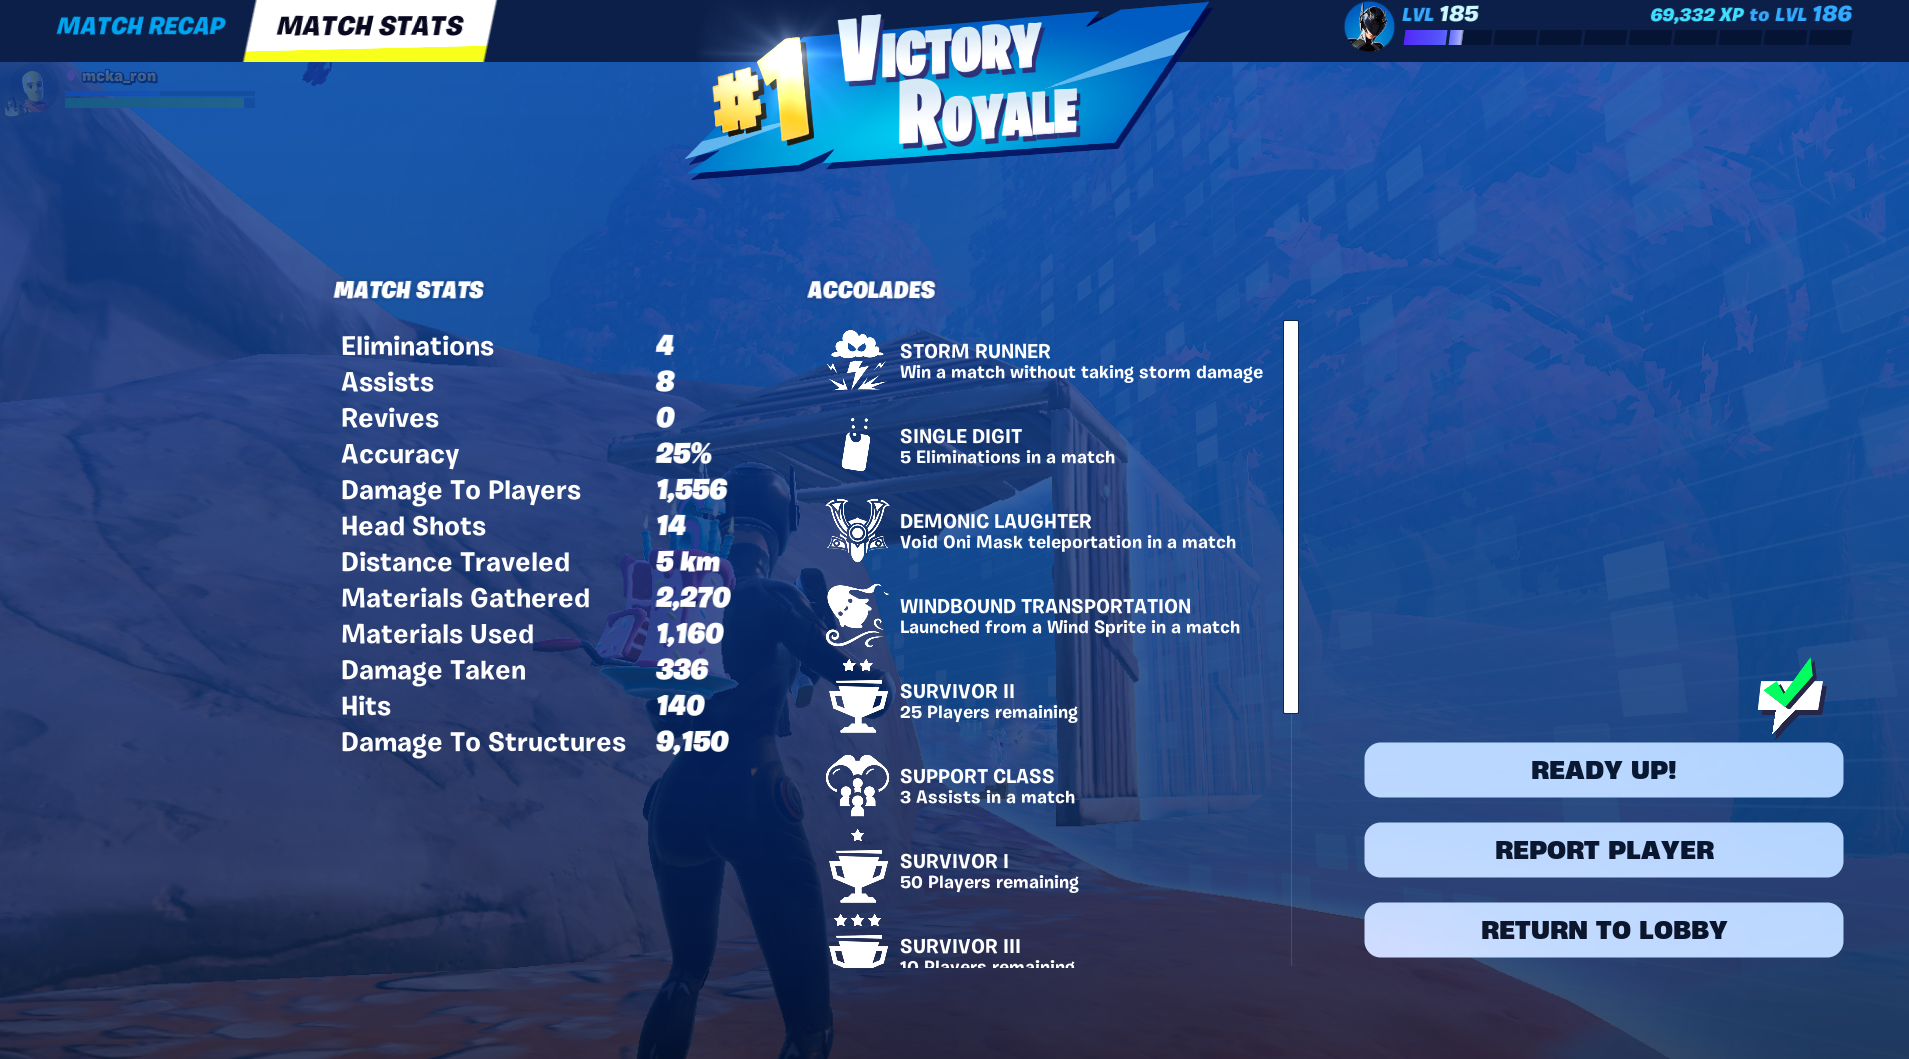 MATCH RECAP
MATCH STATS
#1 VICTORY
ROYALE
LVL 185
69,332 XP to LVL 186
mcka_ron
MATCH STATS
Eliminations 4
Assists 8
Revives 0
Accuracy 25%
Damage To Players 1,556
Head Shots 14
Distance Traveled 5 km
Materials Gathered 2,270
Materials Used 1,160
Damage Taken 336
Hits 140
Damage To Structures 9,150
ACCOLADES
STORM RUNNER
Win a match without taking storm damage
SINGLE DIGIT
5 Eliminations in a match
DEMONIC LAUGHTER
Void Oni Mask teleportation in a match
WINDBOUND TRANSPORTATION
Launched from a Wind Sprite in a match
SURVIVOR II
25 Players remaining
SUPPORT CLASS
3 Assists in a match
SURVIVOR I
50 Players remaining
SURVIVOR III
10 Players remaining
READY UP!
REPORT PLAYER
RETURN TO LOBBY